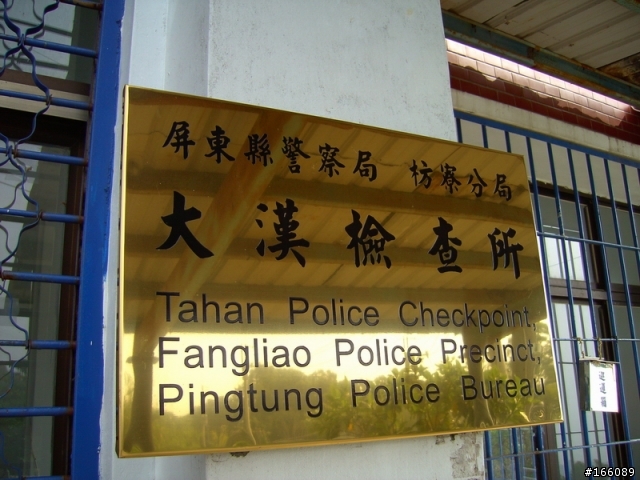 屏東縣警察局 枋寮分局
大漢檢查所
Tahan Police Checkpoint,
Fangliao Police Precinct,
Pingtung Police Bureau
#166089